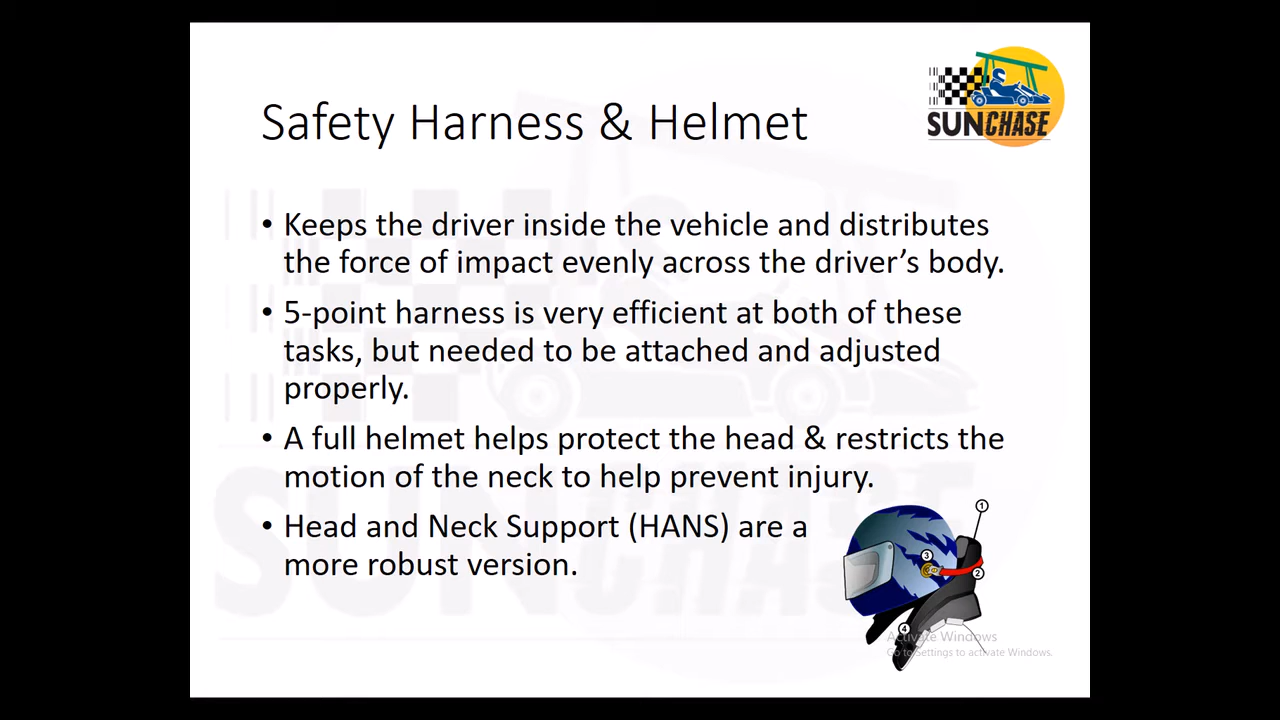 SUNCHASE
Safety Harness & Helmet
• Keeps the driver inside the vehicle and distributes
the force of impact evenly across the driver’s body.
• 5-point harness is very efficient at both of these
tasks, but needed to be attached and adjusted
properly.
• A full helmet helps protect the head & restricts the
motion of the neck to help prevent injury.
• Head and Neck Support (HANS) are a
more robust version.
1
3
2
4
Activate Windows
Go to Settings to activate Windows.
SUNCHASE